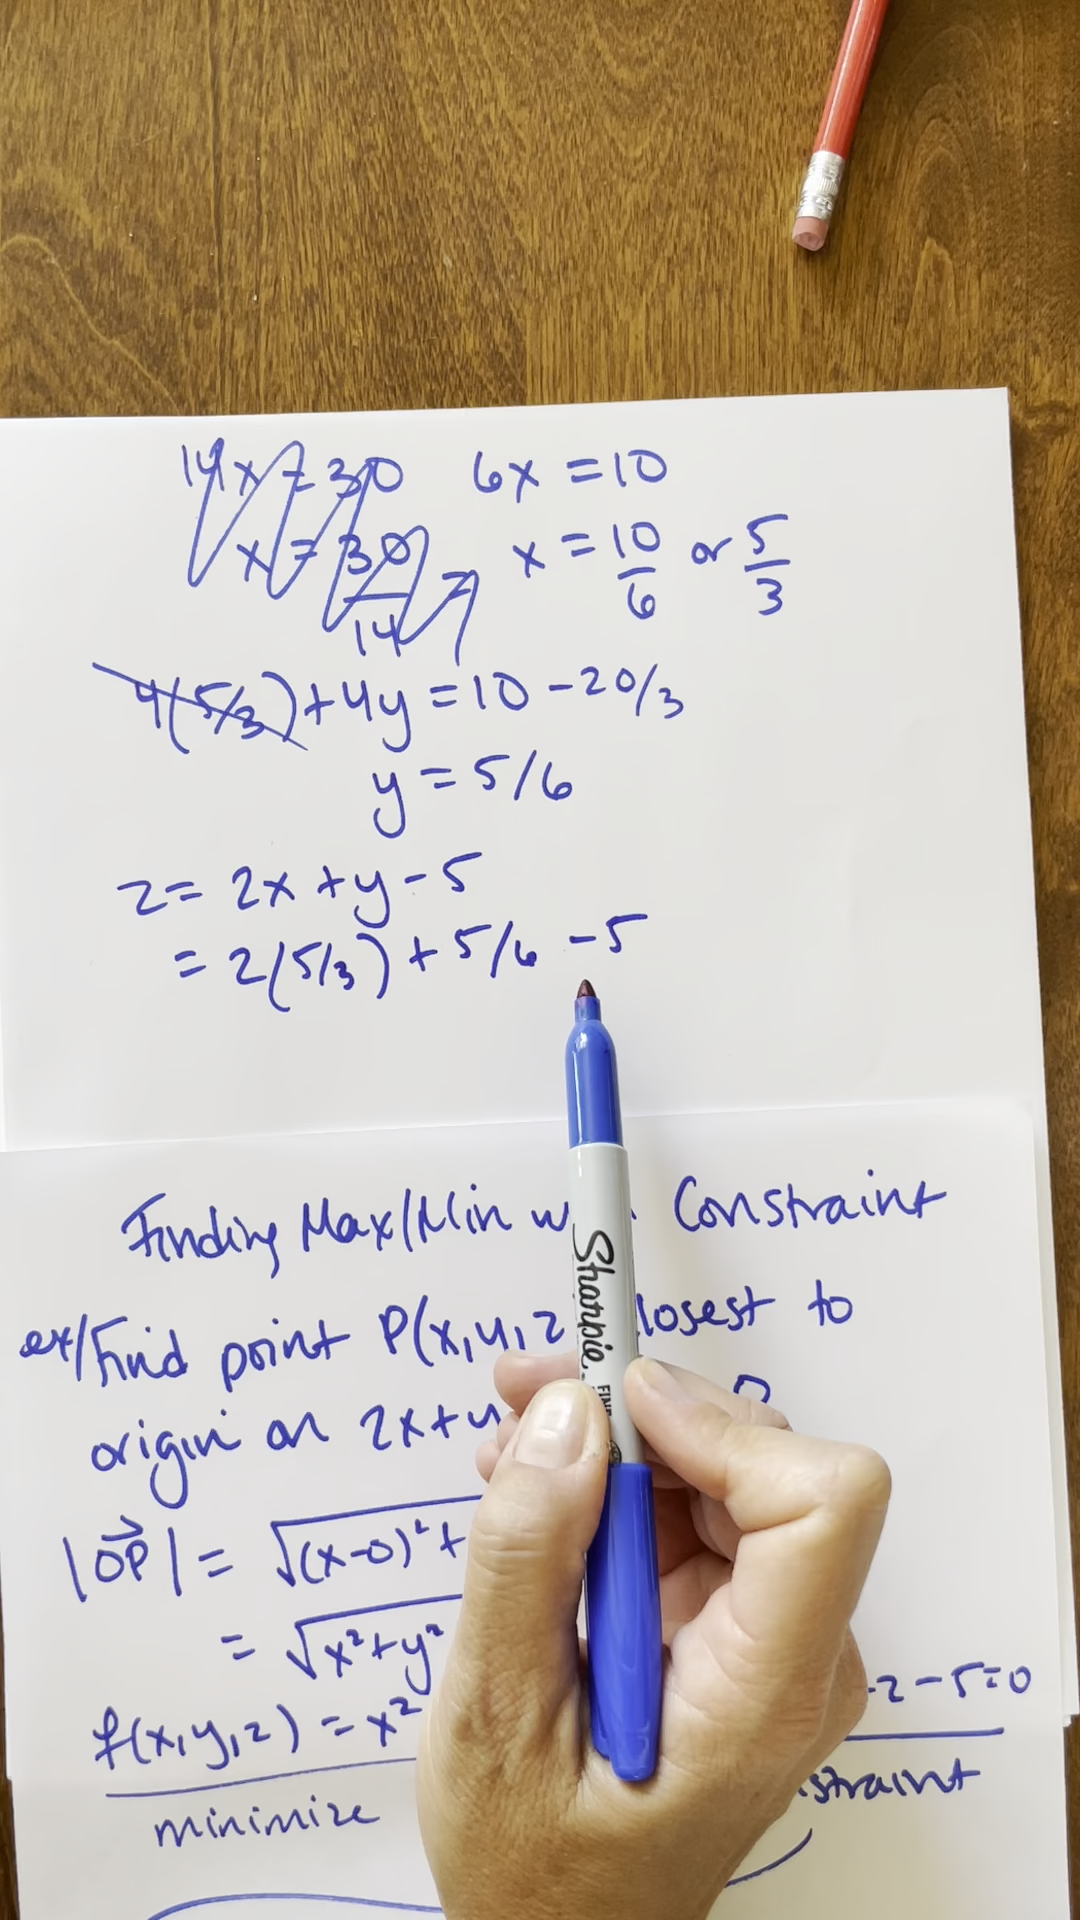 14x = 30 6x = 10
x = 30/14 = x = 10/6 or 5/3
4(5/3) + 4y = 10 - 20/3
y = 5/6
z = 2x + y - 5
= 2(5/3) + 5/6 - 5
Finding Max/Min Constraint
ex/ Find point P(x,y,z closest to
origin on 2x+y
|OP| = √(x-0)²+
= √x²+y²
f(x,y,z) = x² -z-5=0
minimize
Sharpie